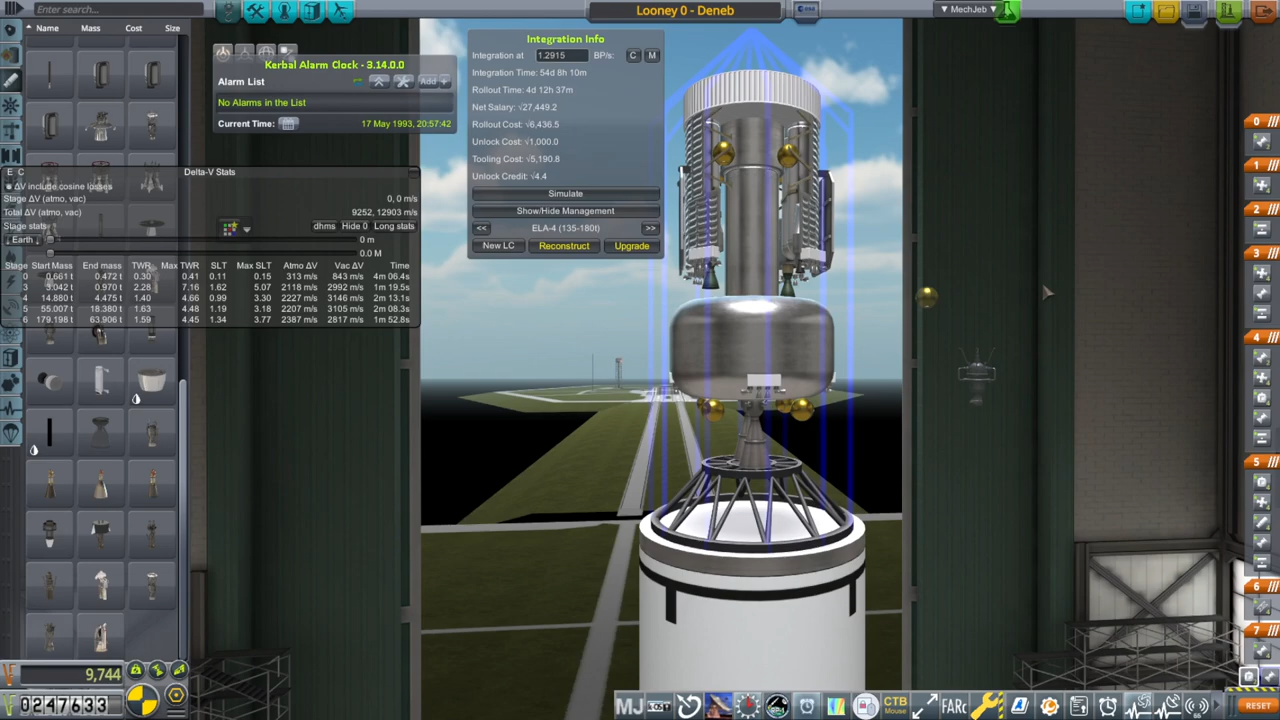 Enter search...
Looney 0 - Deneb
esa
▼ MechJeb ▼
Name Mass Cost Size
Kerbal Alarm Clock - 3.14.0.0
Alarm List
Add +
No Alarms in the List
Current Time:
17 May 1993, 20:57:42
Integration Info
Integration at 1.2915 BP/s: C M
Integration Time: 54d 8h 10m
Rollout Time: 4d 12h 37m
Net Salary: √27,449.2
Rollout Cost: √6,436.5
Unlock Cost: √1,000.0
Tooling Cost: √5,190.8
Unlock Credit: √4.4
Simulate
Show/Hide Management
<< ELA-4 (135-180t) >>
New LC Reconstruct Upgrade
E C Delta-V Stats
ΔV include cosine losses
Stage ΔV (atmo, vac) 0, 0 m/s
Total ΔV (atmo, vac) 9252, 12903 m/s
Stage stats dhms Hide 0 Long stats
Earth 0 m
0.0 M
Stage Start Mass End mass TWR Max TWR SLT Max SLT Atmo ΔV Vac ΔV Time
0.661 t 0.472 t 0.30 0.41 0.11 0.15 313 m/s 843 m/s 4m 06.4s
3 3.042 t 0.970 t 2.28 7.16 1.62 5.07 2118 m/s 2992 m/s 1m 19.5s
4 14.880 t 4.475 t 1.40 4.66 0.99 3.30 2227 m/s 3146 m/s 2m 13.1s
5 55.007 t 18.380 t 1.63 4.48 1.19 3.18 2207 m/s 3105 m/s 2m 08.3s
6 179.198 t 63.906 t 1.59 4.45 1.34 3.77 2387 m/s 2817 m/s 1m 52.8s
0
1
2
3
4
5
6
7
9,744
0247633
MJ
CTB
Mouse
FARc
RESET